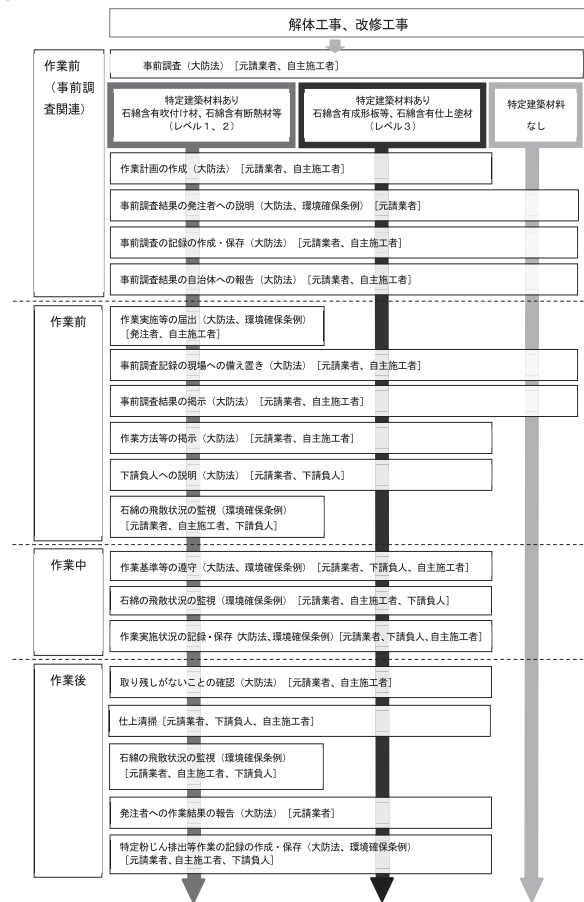 解体工事、改修工事
作業前
（事前調
査関連）
事前調査（大防法）［元請業者、自主施工者］
特定建築材料あり
石綿含有吹付け材、石綿含有断熱材等
（レベル１、２）
特定建築材料あり
石綿含有成形板等、石綿含有仕上塗材
（レベル３）
特定建築材料
なし
作業計画の作成（大防法）［元請業者、自主施工者］
事前調査結果の発注者への説明（大防法、環境確保条例）［元請業者］
事前調査の記録の作成・保存（大防法）［元請業者、自主施工者］
事前調査結果の自治体への報告（大防法）［元請業者、自主施工者］
作業前
作業実施等の届出（大防法、環境確保条例）
［発注者、自主施工者］
事前調査記録の現場への備え置き（大防法）［元請業者、自主施工者］
事前調査結果の掲示（大防法）［元請業者、自主施工者］
作業方法等の掲示（大防法）［元請業者、自主施工者］
下請負人への説明（大防法）［元請業者、下請負人］
石綿の飛散状況の監視（環境確保条例）
［元請業者、自主施工者、下請負人］
作業中
作業基準等の遵守（大防法、環境確保条例）［元請業者、下請負人、自主施工者］
石綿の飛散状況の監視（環境確保条例）［元請業者、自主施工者、下請負人］
作業実施状況の記録・保存（大防法、環境確保条例）［元請業者、下請負人、自主施工者］
作業後
取り残しがないことの確認（大防法）［元請業者、自主施工者］
仕上清掃［元請業者、下請負人、自主施工者］
石綿の飛散状況の監視（環境確保条例）
［元請業者、自主施工者、下請負人］
発注者への作業結果の報告（大防法）［元請業者］
特定粉じん排出等作業の記録の作成・保存（大防法、環境確保条例）
［元請業者、自主施工者、下請負人］